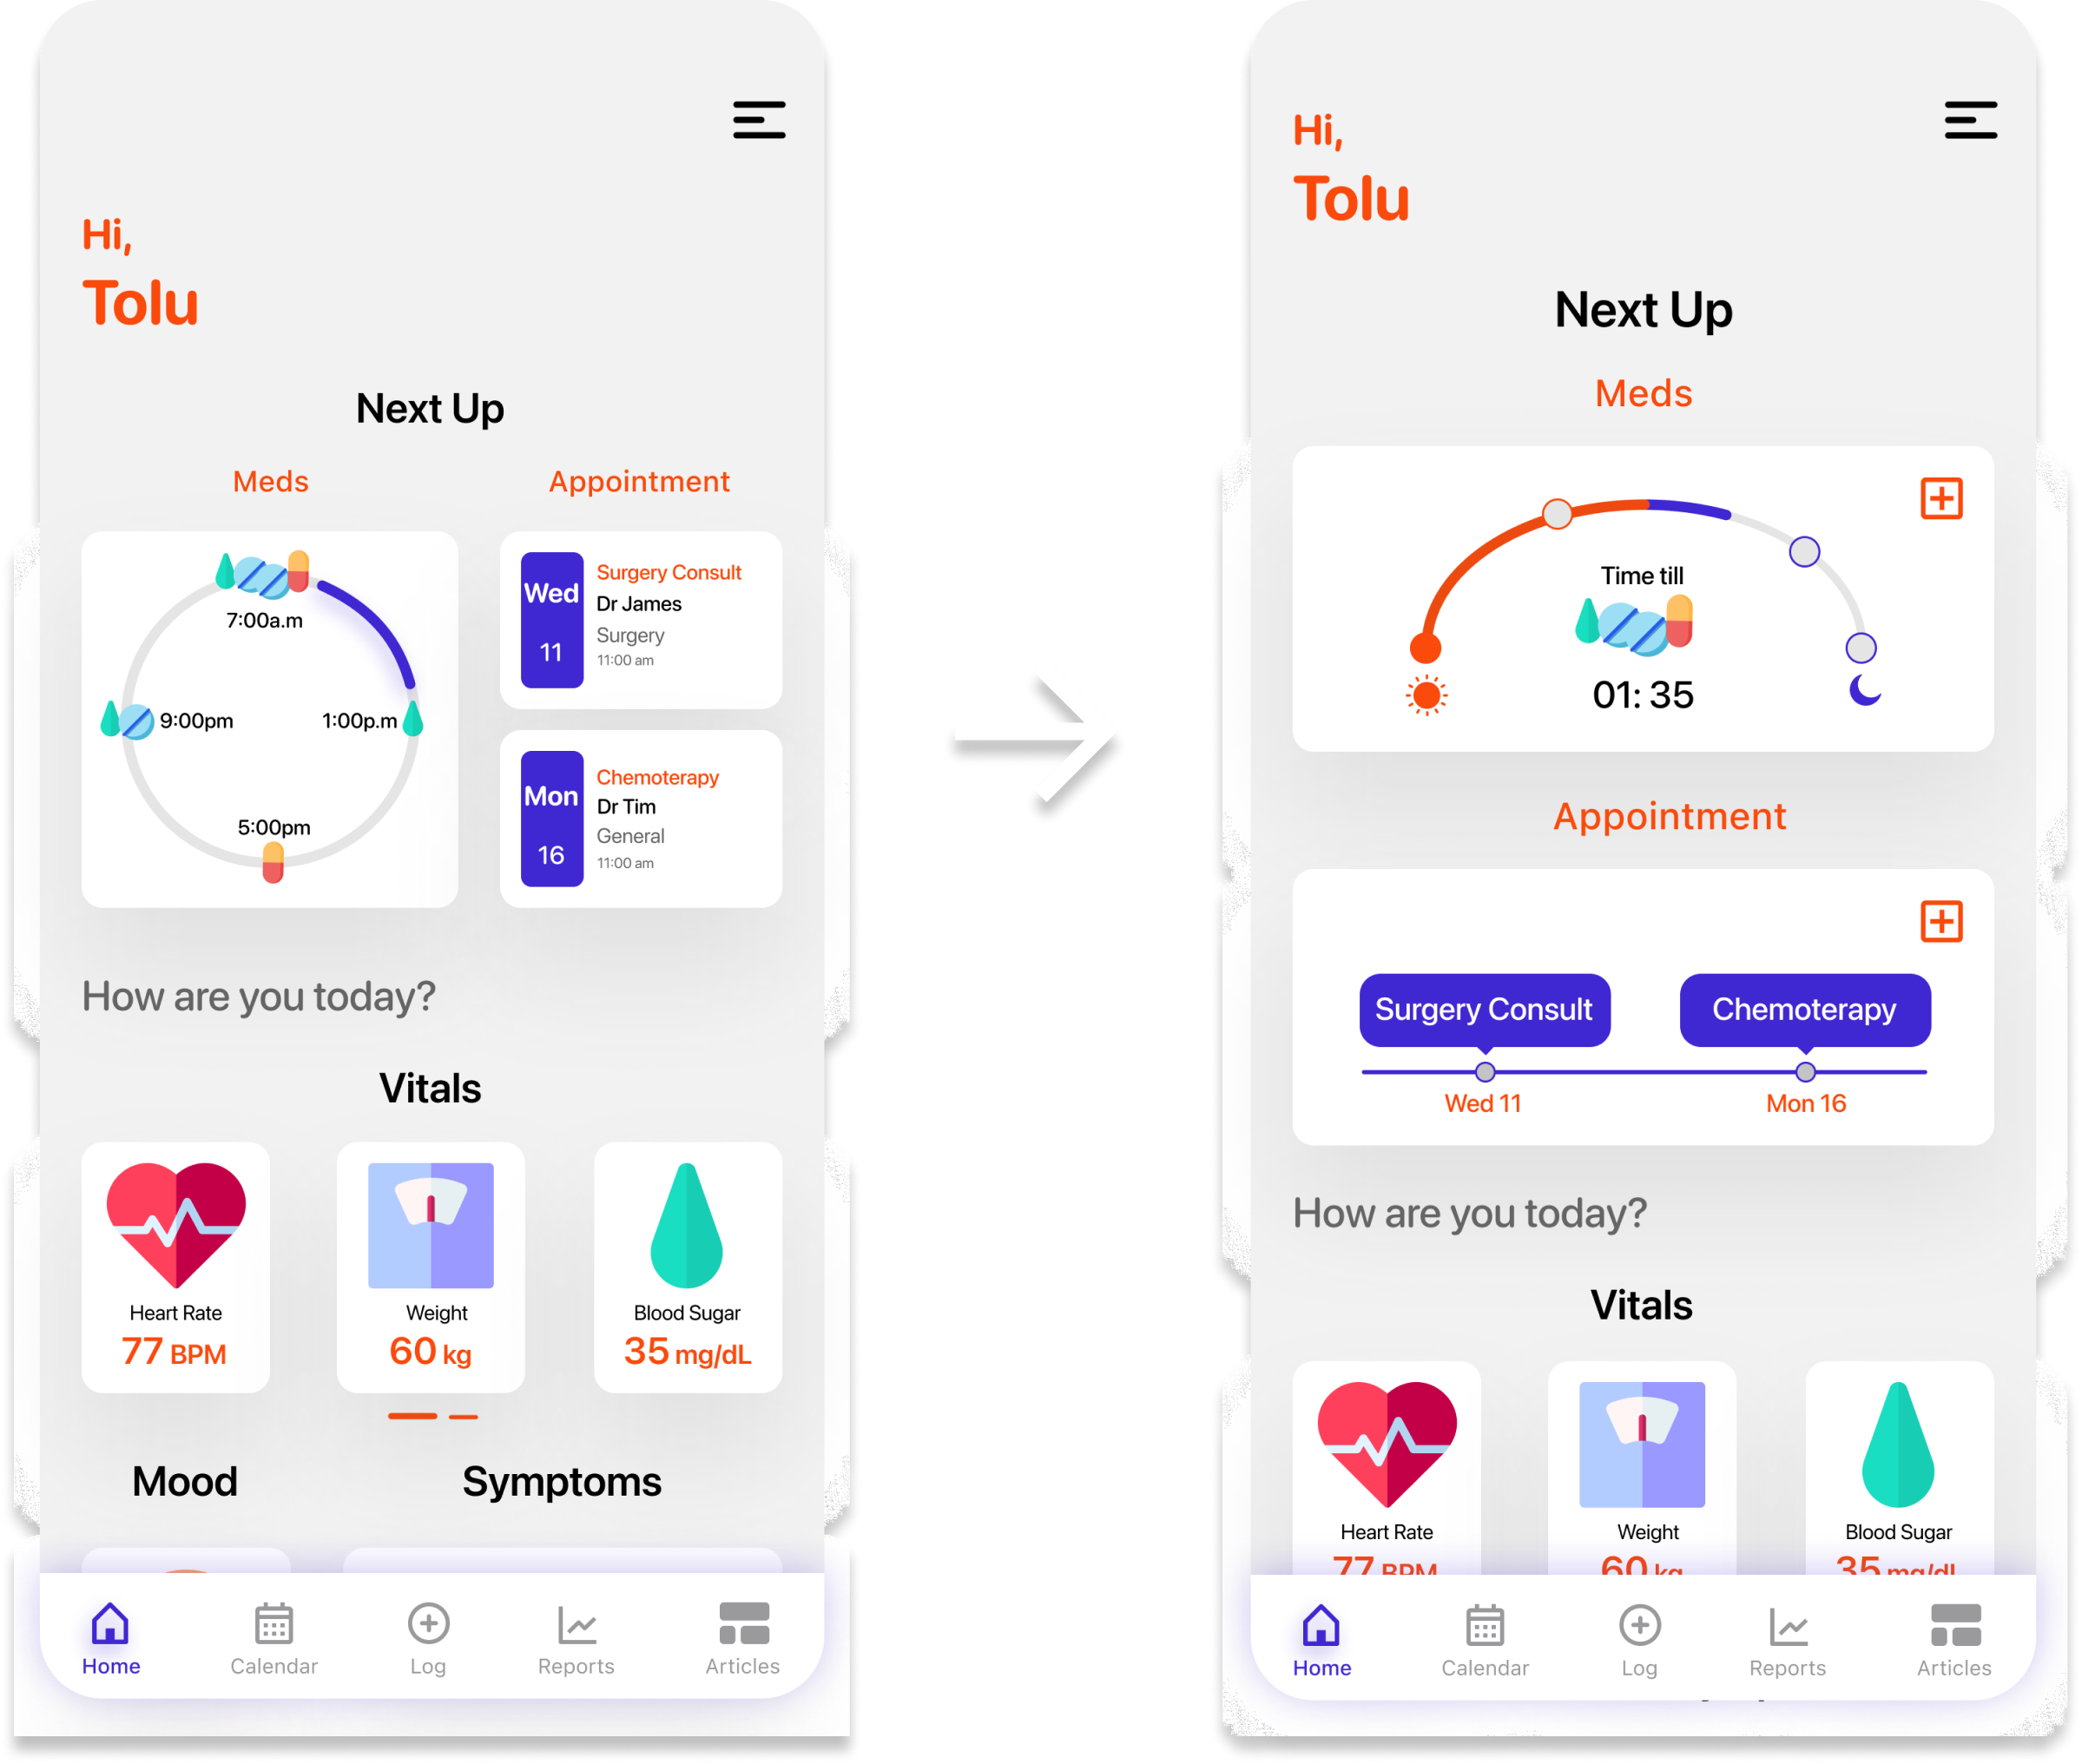 Hi,
Tolu
Next Up
Meds
Appointment
7:00a.m
9:00pm
1:00p.m
5:00pm
Wed
11
Surgery Consult
Dr James
Surgery
11:00 am
Mon
16
Chemoterapy
Dr Tim
General
11:00 am
How are you today?
Vitals
Heart Rate
77 BPM
Weight
60 kg
Blood Sugar
35 mg/dL
Mood
Symptoms
Home
Calendar
Log
Reports
Articles
Hi,
Tolu
Next Up
Meds
Time till
01: 35
Appointment
Surgery Consult
Chemoterapy
Wed 11
Mon 16
How are you today?
Vitals
Heart Rate
77 BPM
Weight
60 kg
Blood Sugar
35 mg/dL
Home
Calendar
Log
Reports
Articles